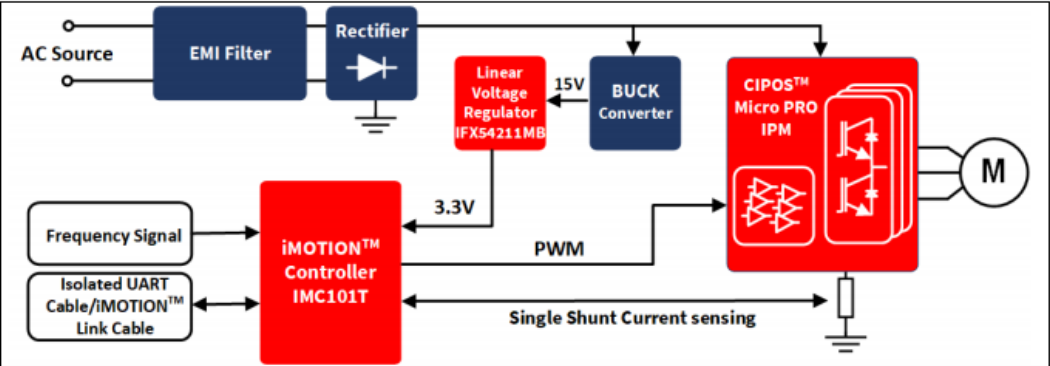 AC Source
EMI Filter
Rectifier
Linear
Voltage
Regulator
IFX54211MB
15V
BUCK
Converter
CIPOS™
Micro PRO
IPM
M
3.3V
Frequency Signal
iMOTION™
Controller
IMC101T
PWM
Isolated UART
Cable/iMOTION™
Link Cable
Single Shunt Current sensing